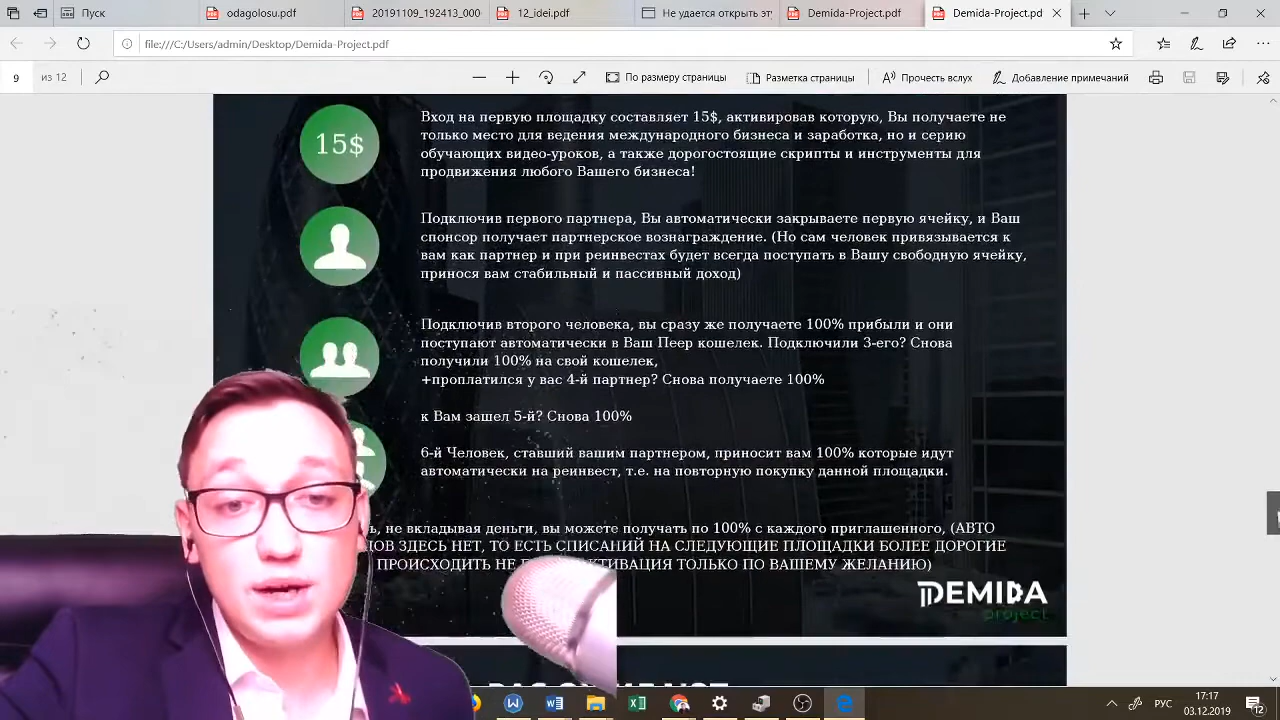 Пуск
odagolosu.pdf
20191109_192413_000
12_idei.pdf
Не удается открыть эт
Demida-Project.pdf
Demida-Project.pd
file:///C:/Users/admin/Desktop/Demida-Project.pdf
9 из 12
По размеру страницы
Разметка страницы
Прочесть вслух
Добавление примечаний
15$
Вход на первую площадку составляет 15$, активировав которую, Вы получаете не
только место для ведения международного бизнеса и заработка, но и серию
обучающих видео-уроков, а также дорогостоящие скрипты и инструменты для
продвижения любого Вашего бизнеса!
Подключив первого партнера, Вы автоматически закрываете первую ячейку, и Ваш
спонсор получает партнерское вознаграждение. (Но сам человек привязывается к
вам как партнер и при реинвестах будет всегда поступать в Вашу свободную ячейку,
принося вам стабильный и пассивный доход)
Подключив второго человека, вы сразу же получаете 100% прибыли и они
поступают автоматически в Ваш Пеер кошелек. Подключили 3-его? Снова
получили 100% на свой кошелек,
+проплатился у вас 4-й партнер? Снова получаете 100%
к Вам зашел 5-й? Снова 100%
6-й Человек, ставший вашим партнером, приносит вам 100% которые идут
автоматически на реинвест, т.е. на повторную покупку данной площадки.
не вкладывая деньги, вы можете получать по 100% с каждого приглашенного, (АВТО
ЗДЕСЬ НЕТ, ТО ЕСТЬ СПИСАНИЙ НА СЛЕДУЮЩИЕ ПЛОЩАДКИ БОЛЕЕ ДОРОГИЕ
ПРОИСХОДИТЬ НЕ ТОЛЬКО ПО ВАШЕМУ ЖЕЛАНИЮ)
DEMIDA
project
РУС
17:17
03.12.2019
12